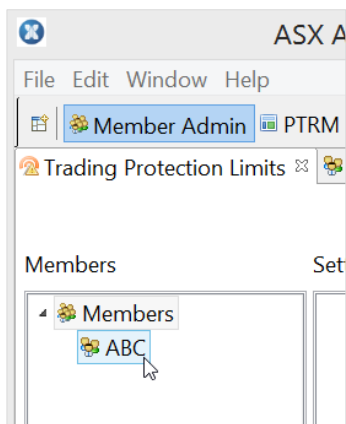 ASX A
File Edit Window Help
Member Admin PTRM
Trading Protection Limits
Members
Set
Members
ABC